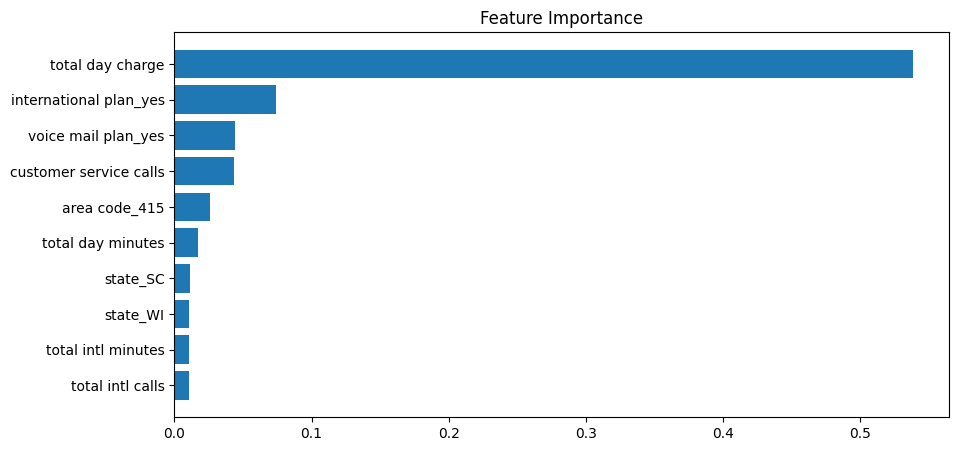 Feature Importance
total day charge
international plan_yes
voice mail plan_yes
customer service calls
area code_415
total day minutes
state_SC
state_WI
total intl minutes
total intl calls
0.0 0.1 0.2 0.3 0.4 0.5